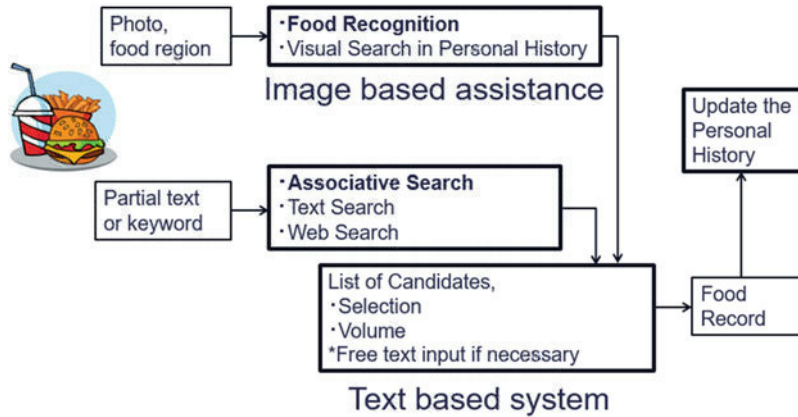 Photo,
food region
・Food Recognition
・Visual Search in Personal History
Image based assistance
Update the
Personal
History
Partial text
or keyword
・Associative Search
・Text Search
・Web Search
List of Candidates,
・Selection
・Volume
*Free text input if necessary
Food
Record
Text based system